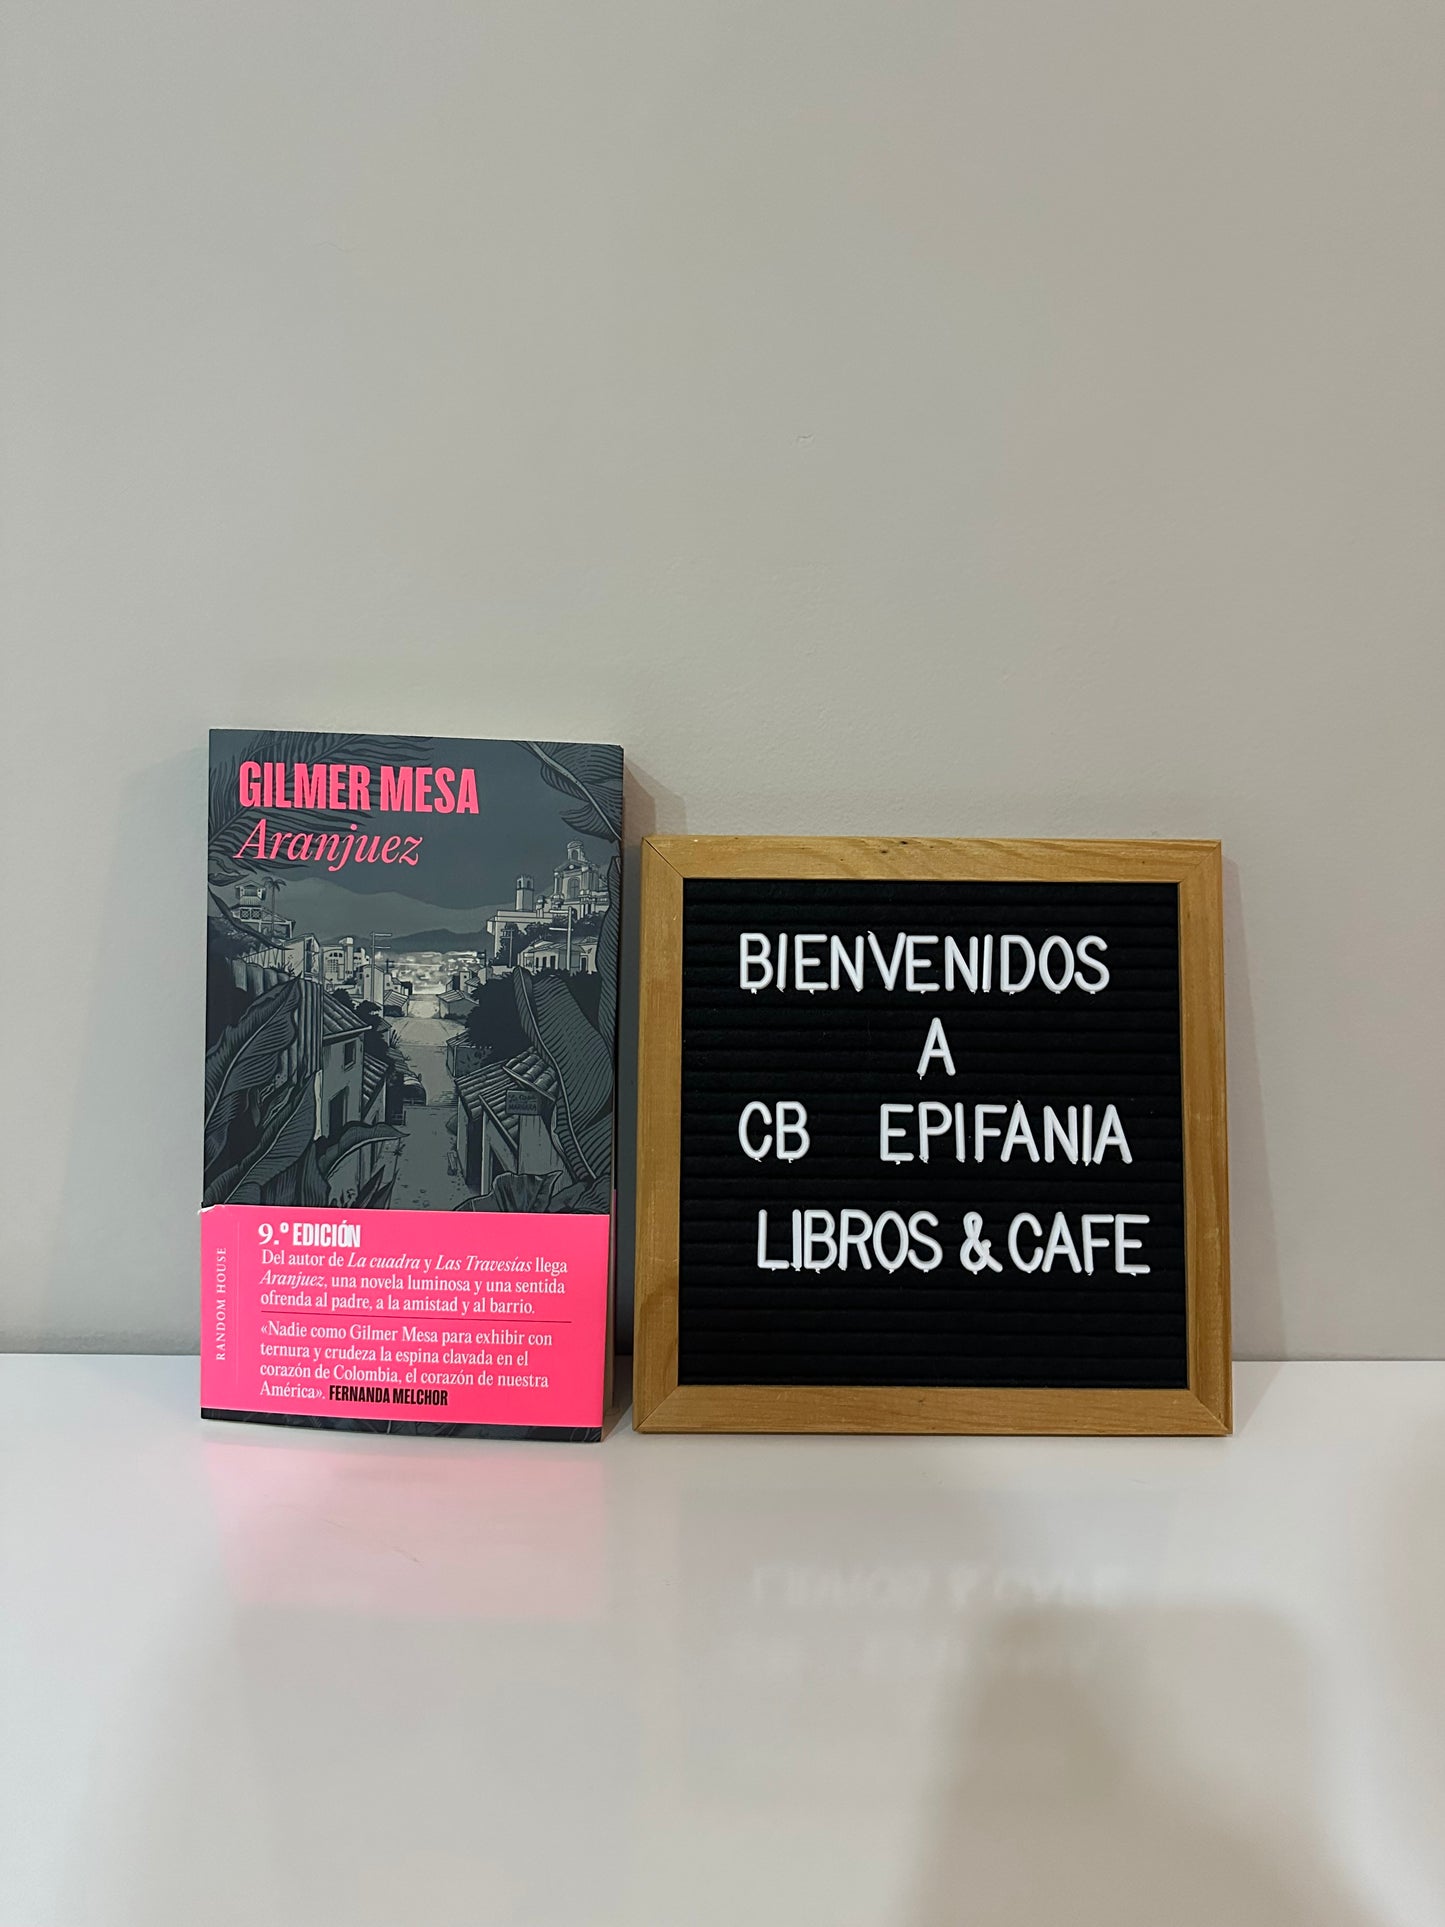 GILMER MESA
Aranjuez
RANDOM HOUSE
9.º EDICIÓN
Del autor de La cuadra y Las Travesías llega
Aranjuez, una novela luminosa y una sentida
ofrenda al padre, a la amistad y al barrio.
«Nadie como Gilmer Mesa para exhibir con
ternura y crudeza la espina clavada en el
corazón de Colombia, el corazón de nuestra
América». FERNANDA MELCHOR
BIENVENIDOS
A
CB EPIFANIA
LIBROS & CAFE